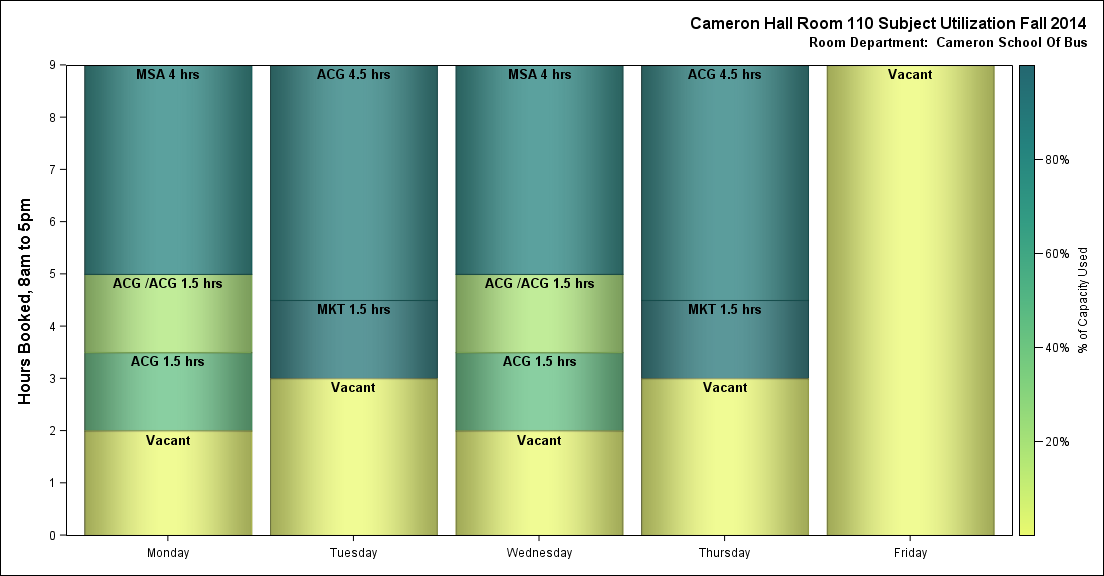 Cameron Hall Room 110 Subject Utilization Fall 2014
Room Department:  Cameron School Of Bus
Hours Booked, 8am to 5pm
9
8
7
6
5
4
3
2
1
0
MSA 4 hrs
ACG /ACG 1.5 hrs
ACG 1.5 hrs
Vacant
ACG 4.5 hrs
MKT 1.5 hrs
Vacant
MSA 4 hrs
ACG /ACG 1.5 hrs
ACG 1.5 hrs
Vacant
ACG 4.5 hrs
MKT 1.5 hrs
Vacant
Vacant
Monday
Tuesday
Wednesday
Thursday
Friday
80%
60%
40%
20%
% of Capacity Used